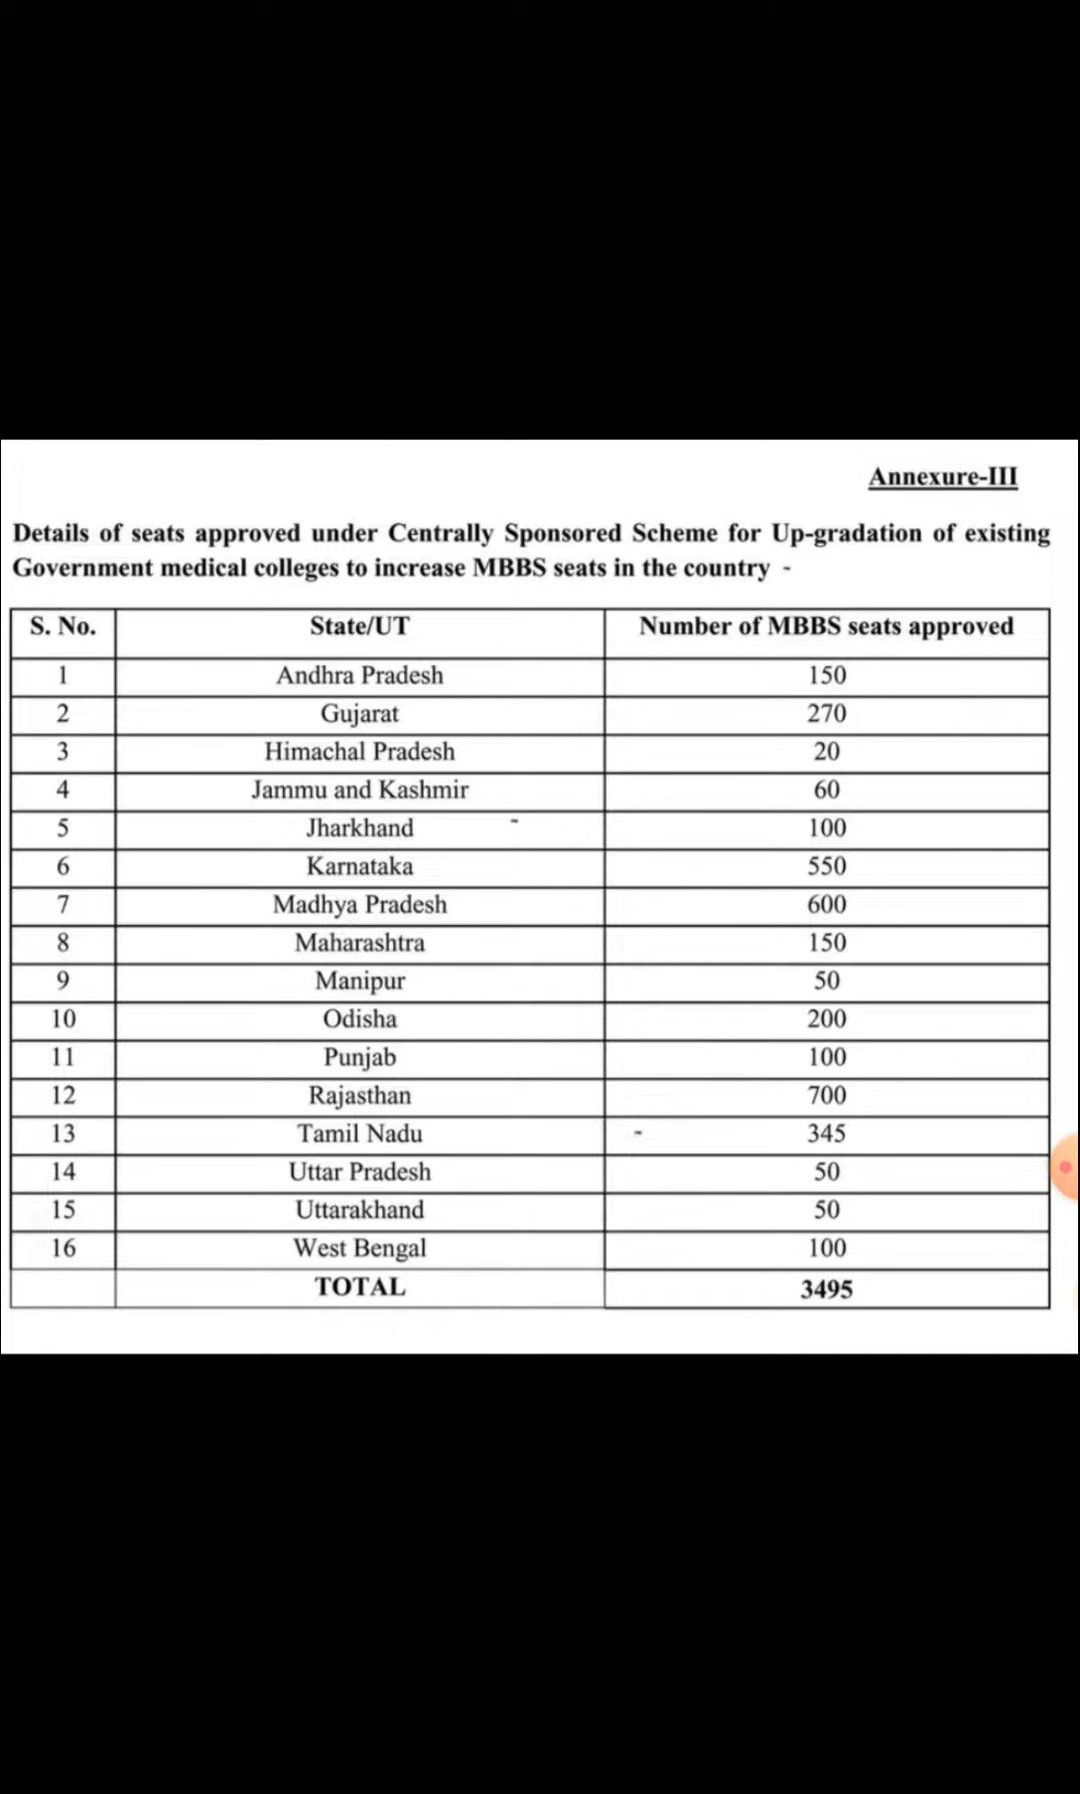 Annexure-III
Details of seats approved under Centrally Sponsored Scheme for Up-gradation of existing
Government medical colleges to increase MBBS seats in the country -
S. No. State/UT Number of MBBS seats approved
1 Andhra Pradesh 150
2 Gujarat 270
3 Himachal Pradesh 20
4 Jammu and Kashmir 60
5 Jharkhand 100
6 Karnataka 550
7 Madhya Pradesh 600
8 Maharashtra 150
9 Manipur 50
10 Odisha 200
11 Punjab 100
12 Rajasthan 700
13 Tamil Nadu 345
14 Uttar Pradesh 50
15 Uttarakhand 50
16 West Bengal 100
TOTAL 3495